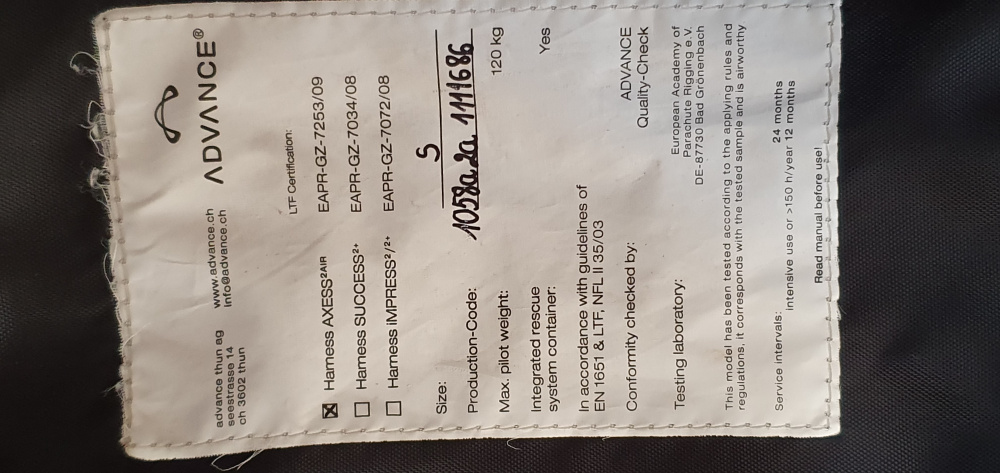 advance thun ag www.advance.ch
seestrasse 14 info@advance.ch
ch 3602 thun
ADVANCE®
LTF Certification:
Harness AXESS²AIR EAPR-GZ-7253/09
Harness SUCCESS²⁺ EAPR-GZ-7034/08
Harness iMPRESS²/²⁺ EAPR-GZ-7072/08
Size: S
Production-Code: 1058a2a 1111686
Max. pilot weight: 120 kg
Integrated rescue
system container: Yes
In accordance with guidelines of
EN 1651 & LTF, NFL II 35/03
Conformity checked by: ADVANCE
Quality-Check
Testing laboratory: European Academy of
Parachute Rigging e.V.
DE-87730 Bad Grönenbach
This model has been tested according to the applying rules and
regulations, it corresponds with the tested sample and is airworthy
Service intervals: 24 months
intensive use or >150 h/year 12 months
Read manual before use!